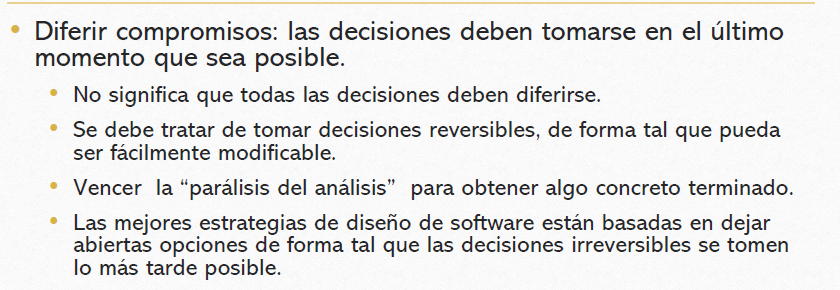 • Diferir compromisos: las decisiones deben tomarse en el último
momento que sea posible.
• No significa que todas las decisiones deben diferirse.
• Se debe tratar de tomar decisiones reversibles, de forma tal que pueda
ser fácilmente modificable.
• Vencer  la “parálisis del análisis”  para obtener algo concreto terminado.
• Las mejores estrategias de diseño de software están basadas en dejar
abiertas opciones de forma tal que las decisiones irreversibles se tomen
lo más tarde posible.